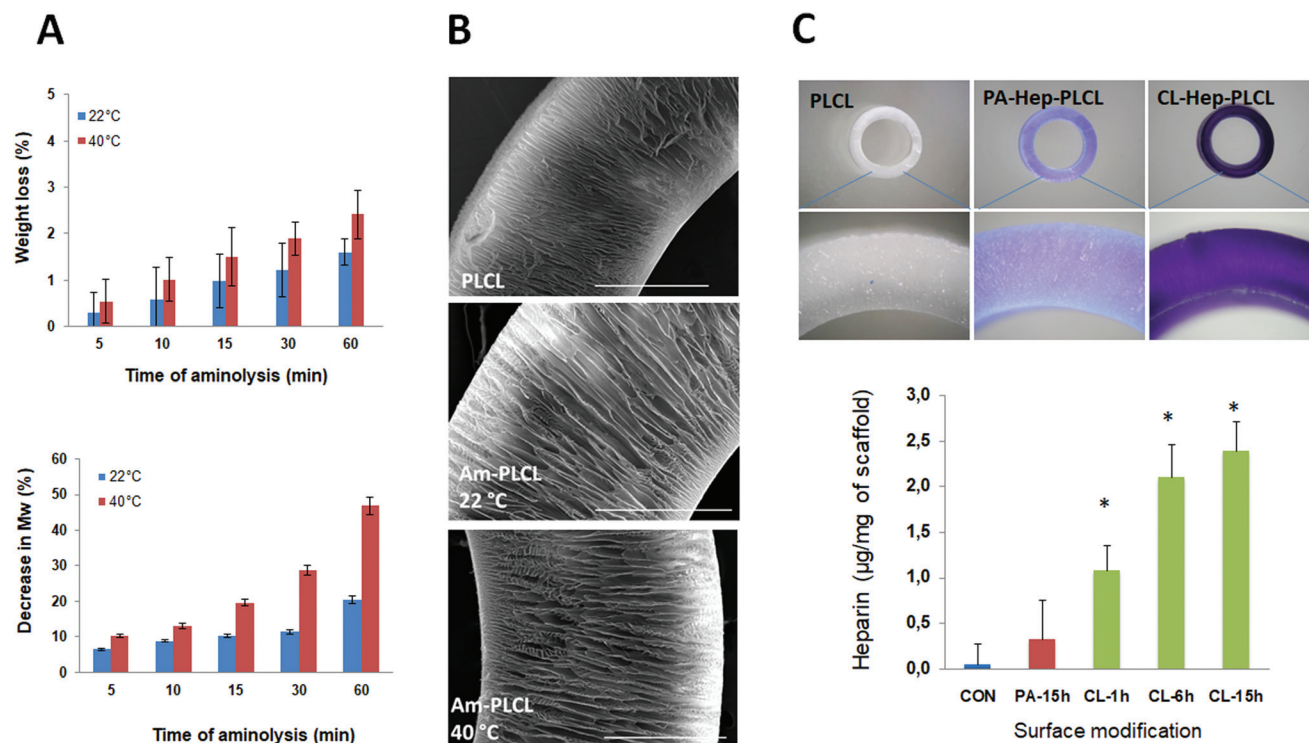 A
5
4
3
2
1
0
Weight loss (%)
22°C
40°C
5 10 15 30 60
Time of aminolysis (min)
60
50
40
30
20
10
0
Decrease in Mw (%)
22°C
40°C
5 10 15 30 60
Time of aminolysis (min)
B
PLCL
Am-PLCL
22 °C
Am-PLCL
40 °C
C
PLCL PA-Hep-PLCL CL-Hep-PLCL
3,0
2,5
2,0
1,5
1,0
0,5
0,0
Heparin (µg/mg of scaffold)
* * *
CON PA-15h CL-1h CL-6h CL-15h
Surface modification